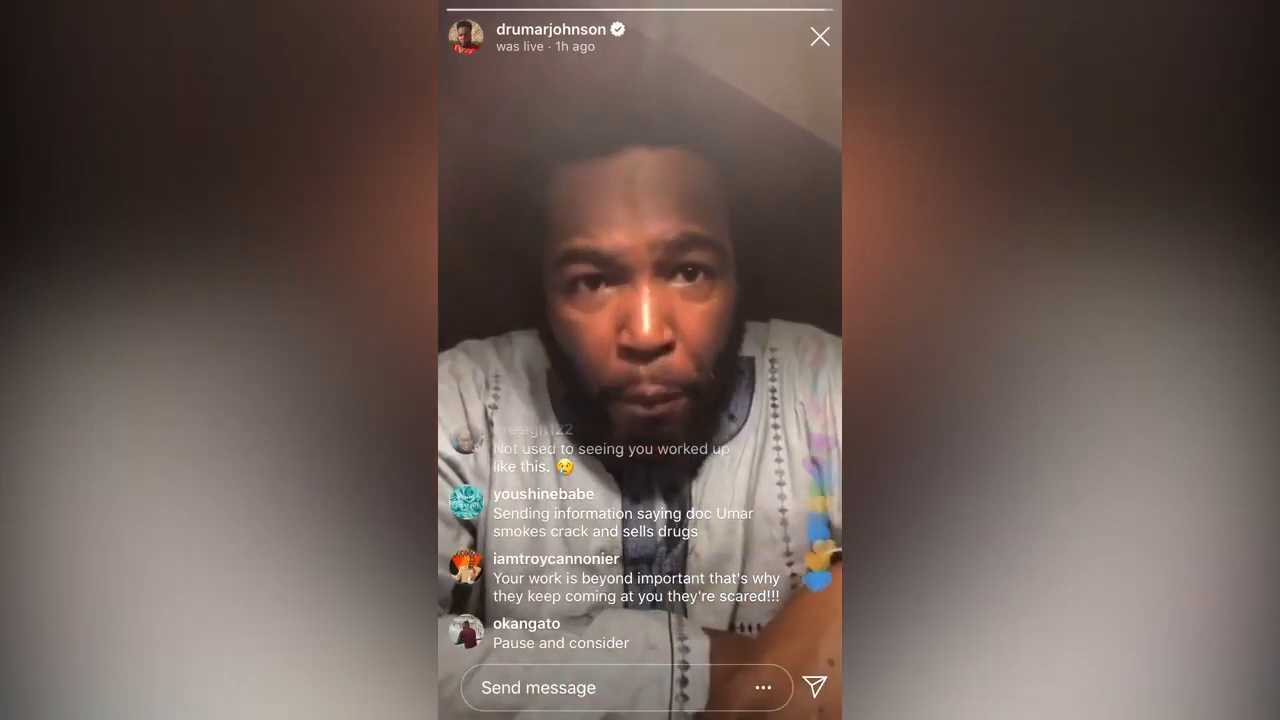 drumarjohnson
was live · 1h ago
Not used to seeing you worked up
like this. 😢
youshinebabe
Sending information saying doc Umar
smokes crack and sells drugs
iamtroycannonier
Your work is beyond important that's why
they keep coming at you they're scared!!!
okangato
Pause and consider
Send message